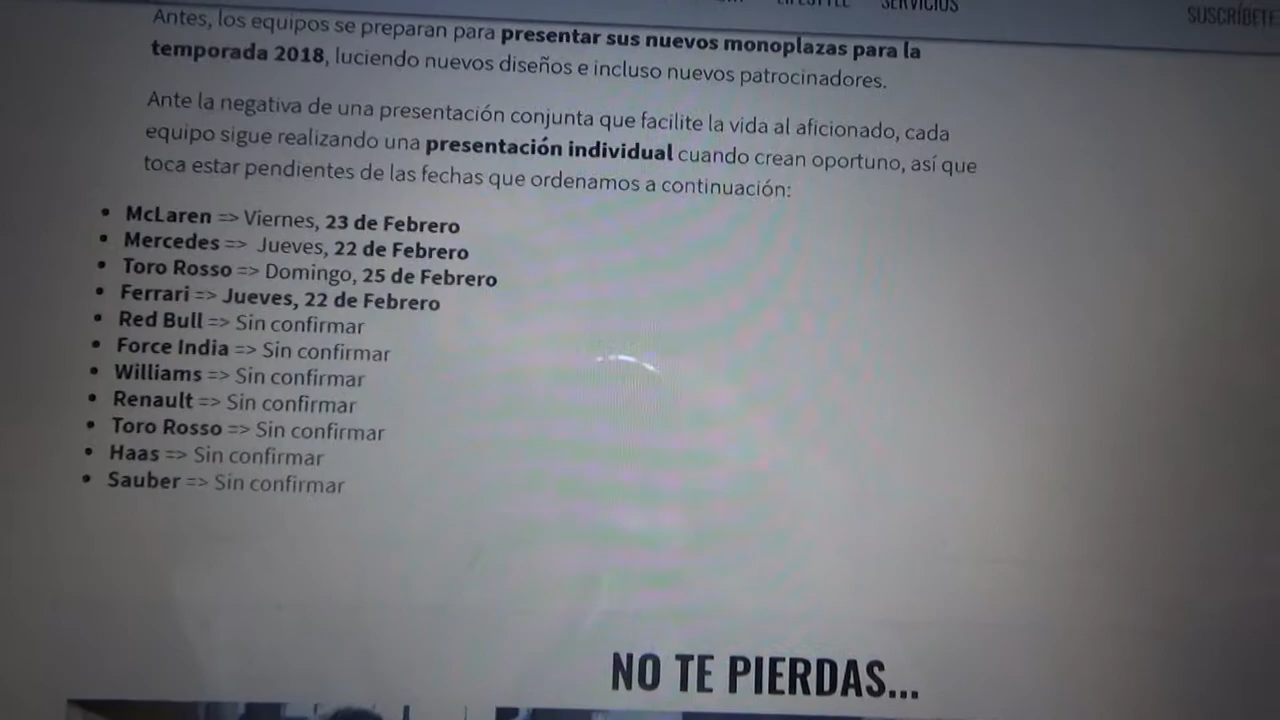 SERVICIOS
SUSCRÍBETE
Antes, los equipos se preparan para presentar sus nuevos monoplazas para la
temporada 2018, luciendo nuevos diseños e incluso nuevos patrocinadores.
Ante la negativa de una presentación conjunta que facilite la vida al aficionado, cada
equipo sigue realizando una presentación individual cuando crean oportuno, así que
toca estar pendientes de las fechas que ordenamos a continuación:
McLaren => Viernes, 23 de Febrero
Mercedes => Jueves, 22 de Febrero
Toro Rosso => Domingo, 25 de Febrero
Ferrari => Jueves, 22 de Febrero
Red Bull => Sin confirmar
Force India => Sin confirmar
Williams => Sin confirmar
Renault => Sin confirmar
Toro Rosso => Sin confirmar
Haas => Sin confirmar
Sauber => Sin confirmar
NO TE PIERDAS...